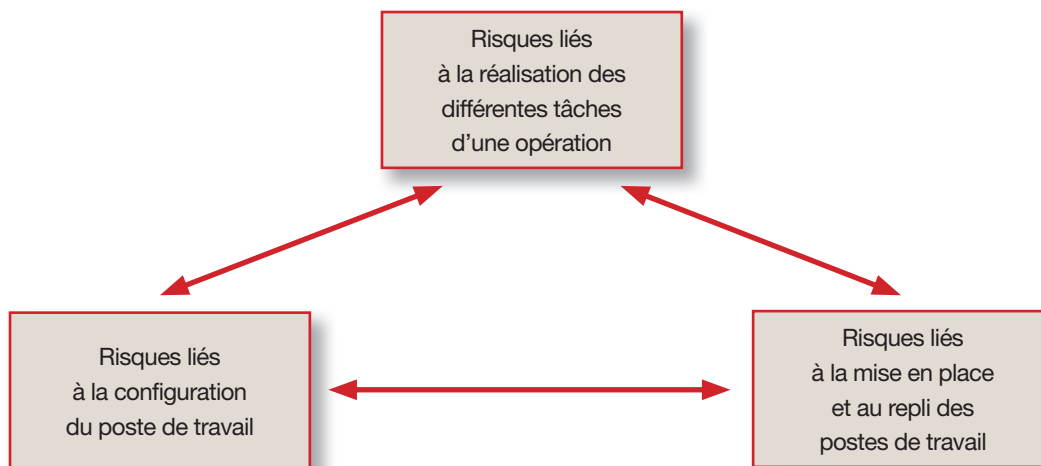 Risques liés
à la réalisation des
différentes tâches
d’une opération
Risques liés
à la configuration
du poste de travail
Risques liés
à la mise en place
et au repli des
postes de travail